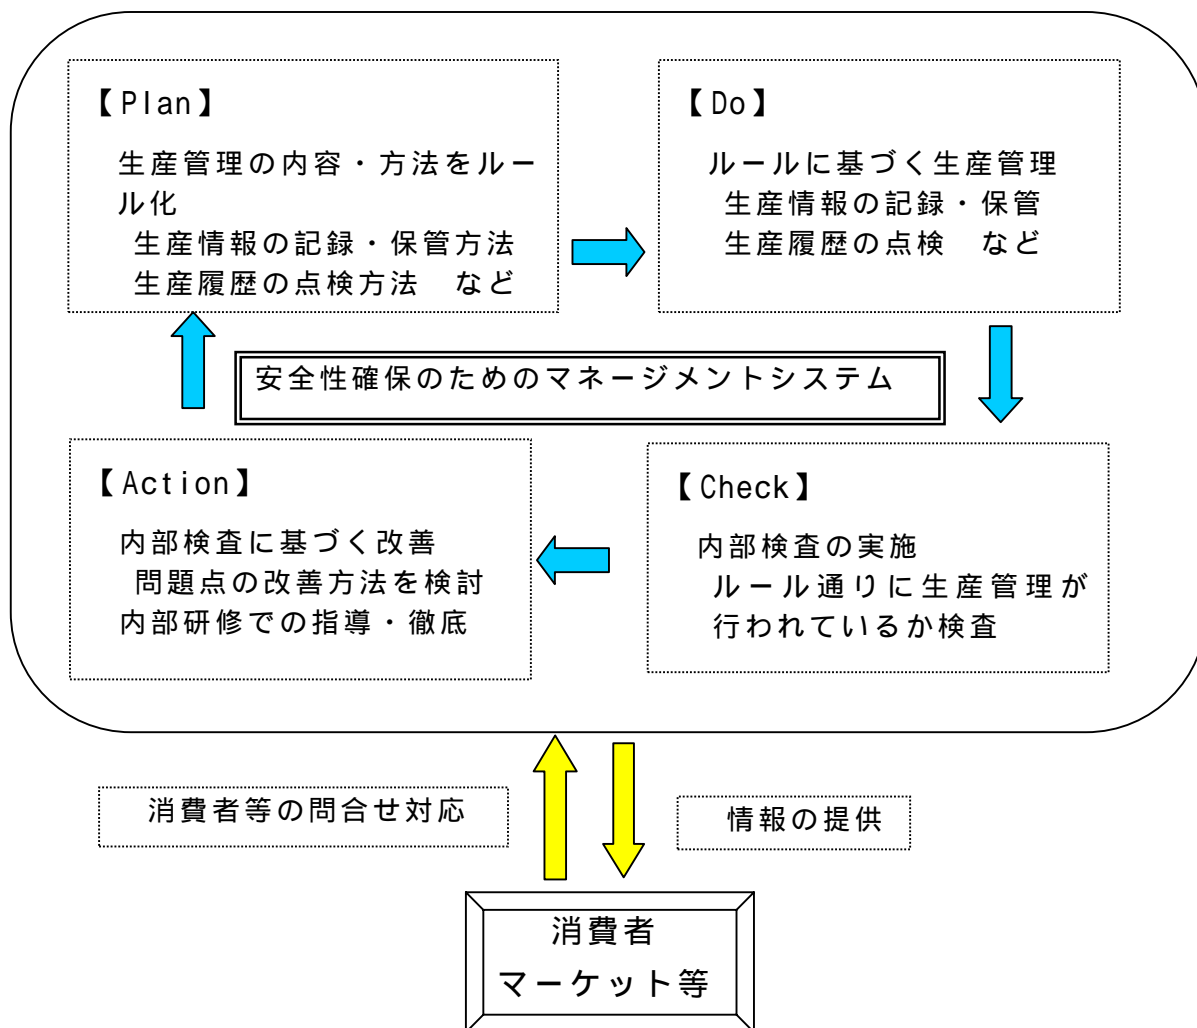 【Plan】
生産管理の内容・方法をルー
ル化
生産情報の記録・保管方法
生産履歴の点検方法　など
【Do】
ルールに基づく生産管理
生産情報の記録・保管
生産履歴の点検　など
安全性確保のためのマネージメントシステム
【Action】
内部検査に基づく改善
問題点の改善方法を検討
内部研修での指導・徹底
【Check】
内部検査の実施
ルール通りに生産管理が
行われているか検査
消費者等の問合せ対応
情報の提供
消費者
マーケット等